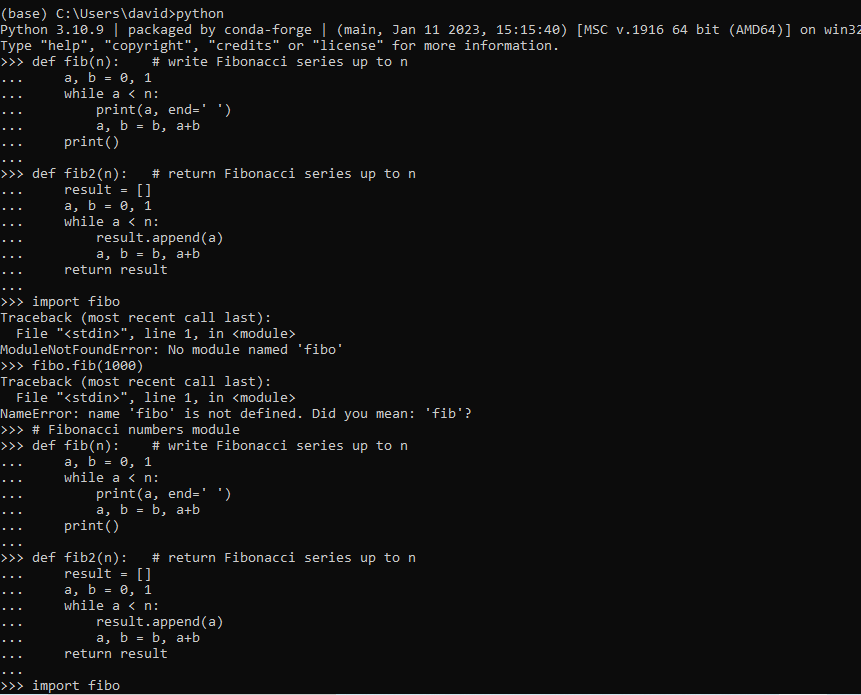 (base) C:\Users\david>python
Python 3.10.9 | packaged by conda-forge | (main, Jan 11 2023, 15:15:40) [MSC v.1916 64 bit (AMD64)] on win32
Type "help", "copyright", "credits" or "license" for more information.
>>> def fib(n):    # write Fibonacci series up to n
...     a, b = 0, 1
...     while a < n:
...         print(a, end=' ')
...         a, b = b, a+b
...     print()
...
>>> def fib2(n):   # return Fibonacci series up to n
...     result = []
...     a, b = 0, 1
...     while a < n:
...         result.append(a)
...         a, b = b, a+b
...     return result
...
>>> import fibo
Traceback (most recent call last):
  File "<stdin>", line 1, in <module>
ModuleNotFoundError: No module named 'fibo'
>>> fibo.fib(1000)
Traceback (most recent call last):
  File "<stdin>", line 1, in <module>
NameError: name 'fibo' is not defined. Did you mean: 'fib'?
>>> # Fibonacci numbers module
>>> def fib(n):    # write Fibonacci series up to n
...     a, b = 0, 1
...     while a < n:
...         print(a, end=' ')
...         a, b = b, a+b
...     print()
...
>>> def fib2(n):   # return Fibonacci series up to n
...     result = []
...     a, b = 0, 1
...     while a < n:
...         result.append(a)
...         a, b = b, a+b
...     return result
...
>>> import fibo